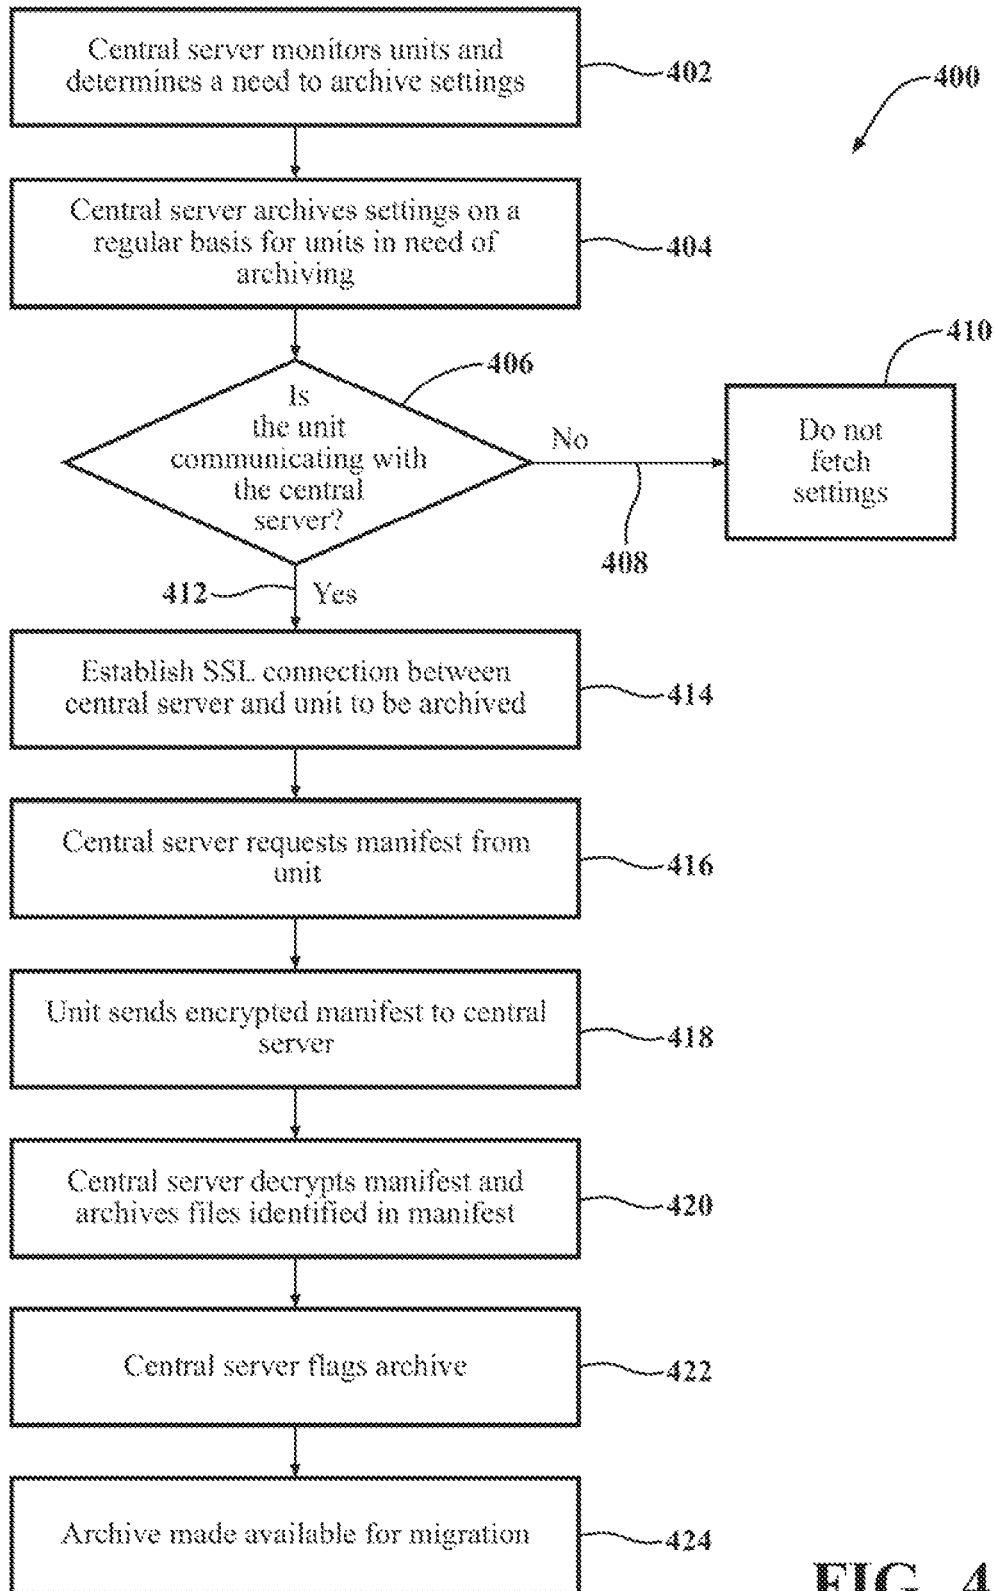 Central server monitors units and
determines a need to archive settings
402
400
Central server archives settings on a
regular basis for units in need of
archiving
404
410
406
Is
the unit
communicating with
the central
server?
No
Do not
fetch
settings
408
412
Yes
Establish SSL connection between
central server and unit to be archived
414
Central server requests manifest from
unit
416
Unit sends encrypted manifest to central
server
418
Central server decrypts manifest and
archives files identified in manifest
420
Central server flags archive
422
Archive made available for migration
424
FIG. 4